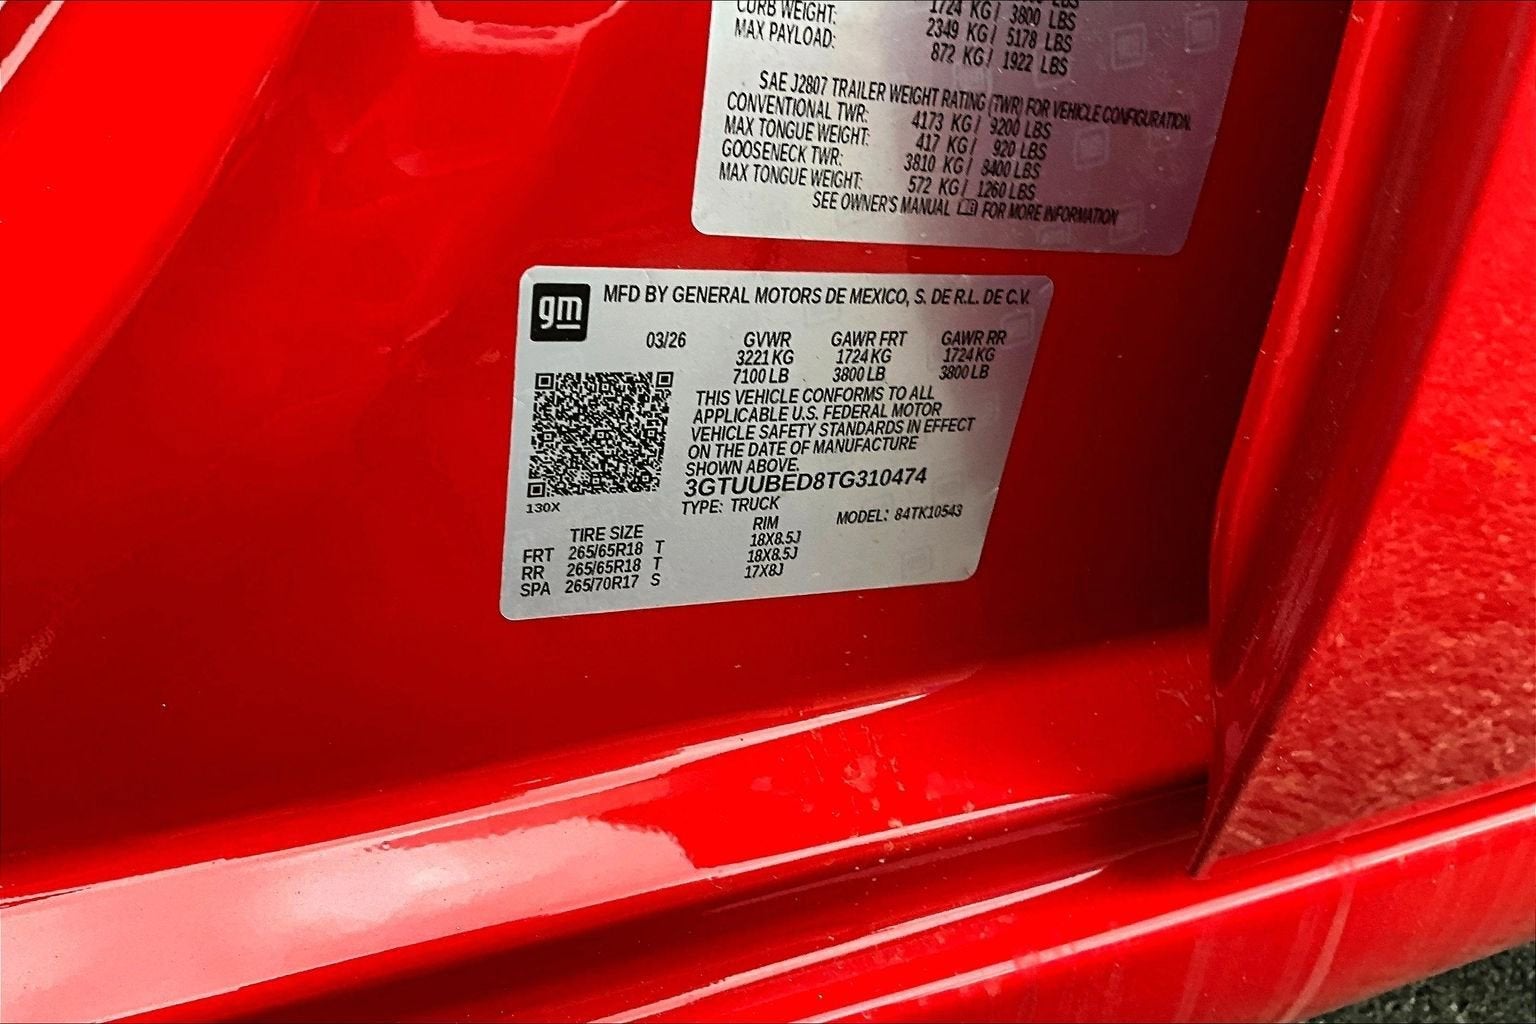 CURB WEIGHT: 1724 KG / 3800 LBS
MAX PAYLOAD: 2349 KG / 5178 LBS
872 KG / 1922 LBS
SAE J2807 TRAILER WEIGHT RATING (TWR) FOR VEHICLE CONFIGURATION.
CONVENTIONAL TWR: 4173 KG / 9200 LBS
MAX TONGUE WEIGHT: 417 KG / 920 LBS
GOOSENECK TWR: 3810 KG / 8400 LBS
MAX TONGUE WEIGHT: 572 KG / 1260 LBS
SEE OWNER'S MANUAL FOR MORE INFORMATION
gm
MFD BY GENERAL MOTORS DE MEXICO, S. DE R.L. DE C.V.
03/26 GVWR GAWR FRT GAWR RR
3221 KG 1724 KG 1724 KG
7100 LB 3800 LB 3800 LB
THIS VEHICLE CONFORMS TO ALL
APPLICABLE U.S. FEDERAL MOTOR
VEHICLE SAFETY STANDARDS IN EFFECT
ON THE DATE OF MANUFACTURE
SHOWN ABOVE.
3GTUUBED8TG310474
130X
TYPE: TRUCK MODEL: 84TK10543
TIRE SIZE RIM
FRT 265/65R18 T 18X8.5J
RR 265/65R18 T 18X8.5J
SPA 265/70R17 S 17X8J